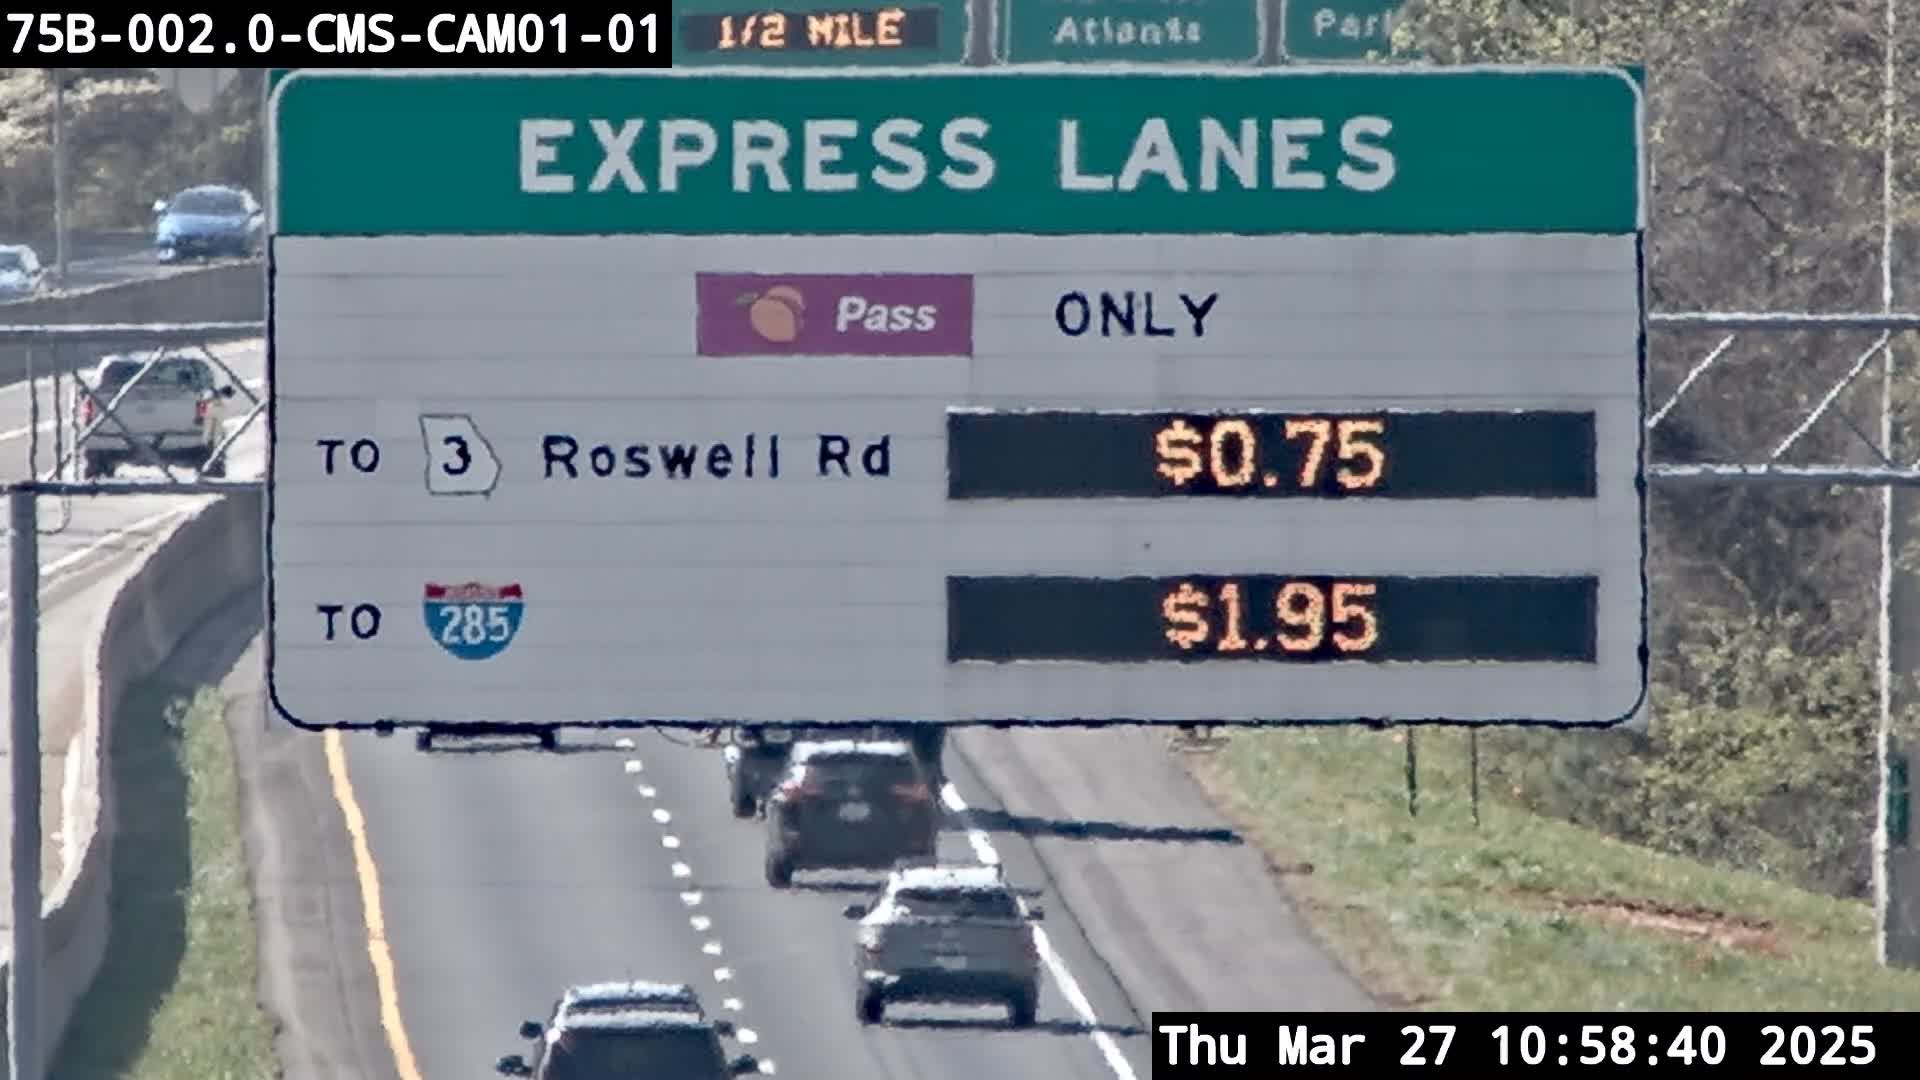 75B-002.0-CMS-CAM01-01
1/2 MILE
Atlanta
EXPRESS LANES
Pass ONLY
TO 3 Roswell Rd $0.75
TO 285 $1.95
Thu Mar 27 10:58:40 2025